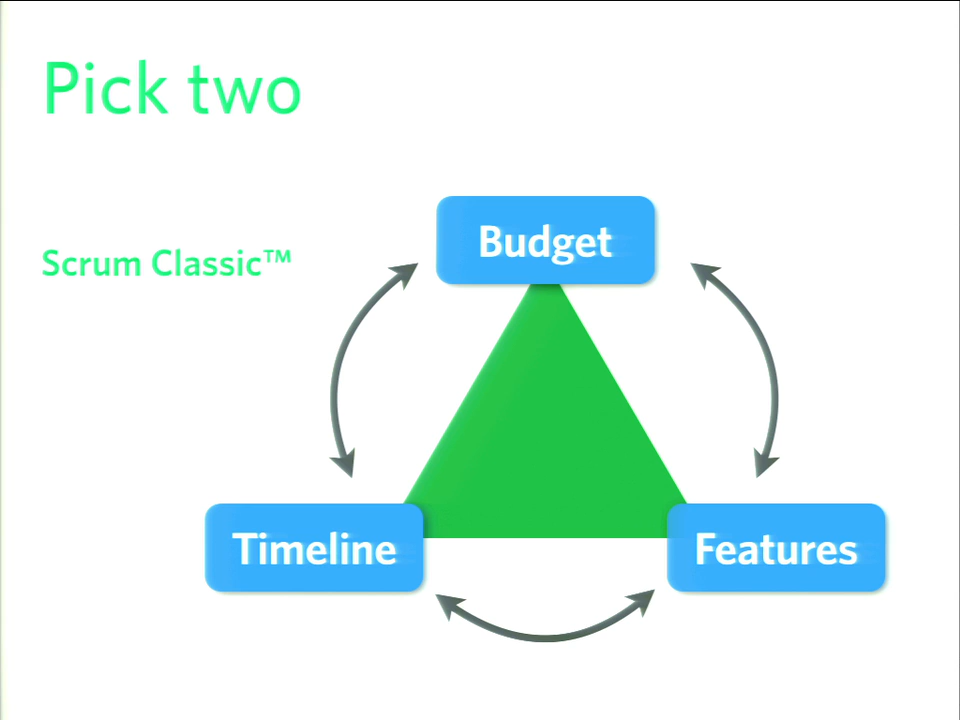 Pick two
Scrum Classic™
Budget
Timeline
Features